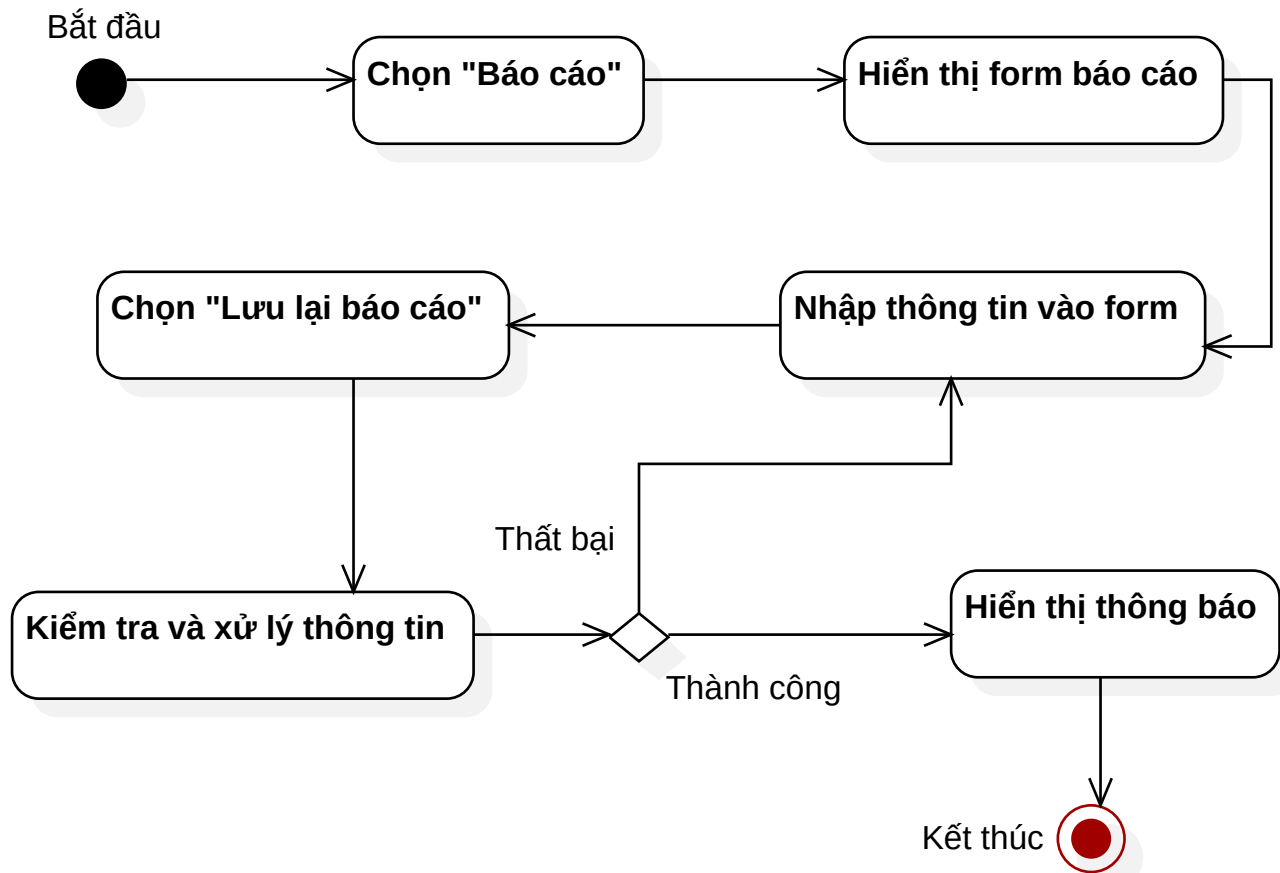 Bắt đầu
Chọn "Báo cáo"
Hiển thị form báo cáo
Chọn "Lưu lại báo cáo"
Nhập thông tin vào form
Thất bại
Kiểm tra và xử lý thông tin
Hiển thị thông báo
Thành công
Kết thúc